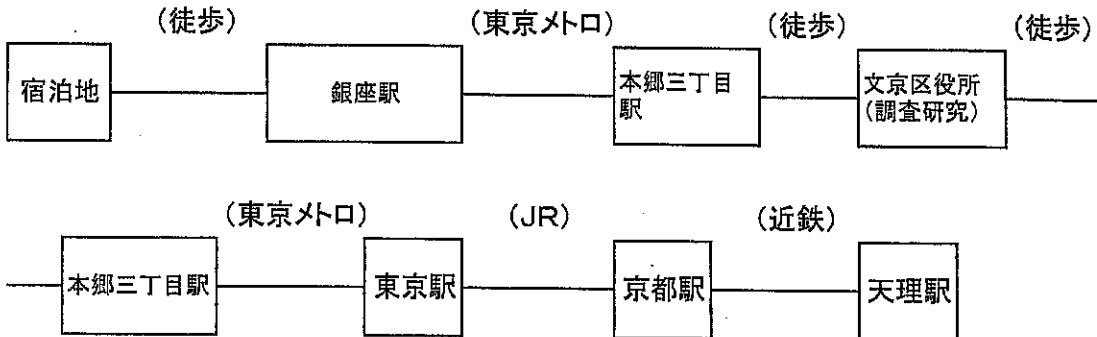 (徒歩) (東京メトロ) (徒歩) (徒歩)
宿泊地 銀座駅 本郷三丁目
駅 文京区役所
(調査研究)
(東京メトロ) (JR) (近鉄)
本郷三丁目駅 東京駅 京都駅 天理駅